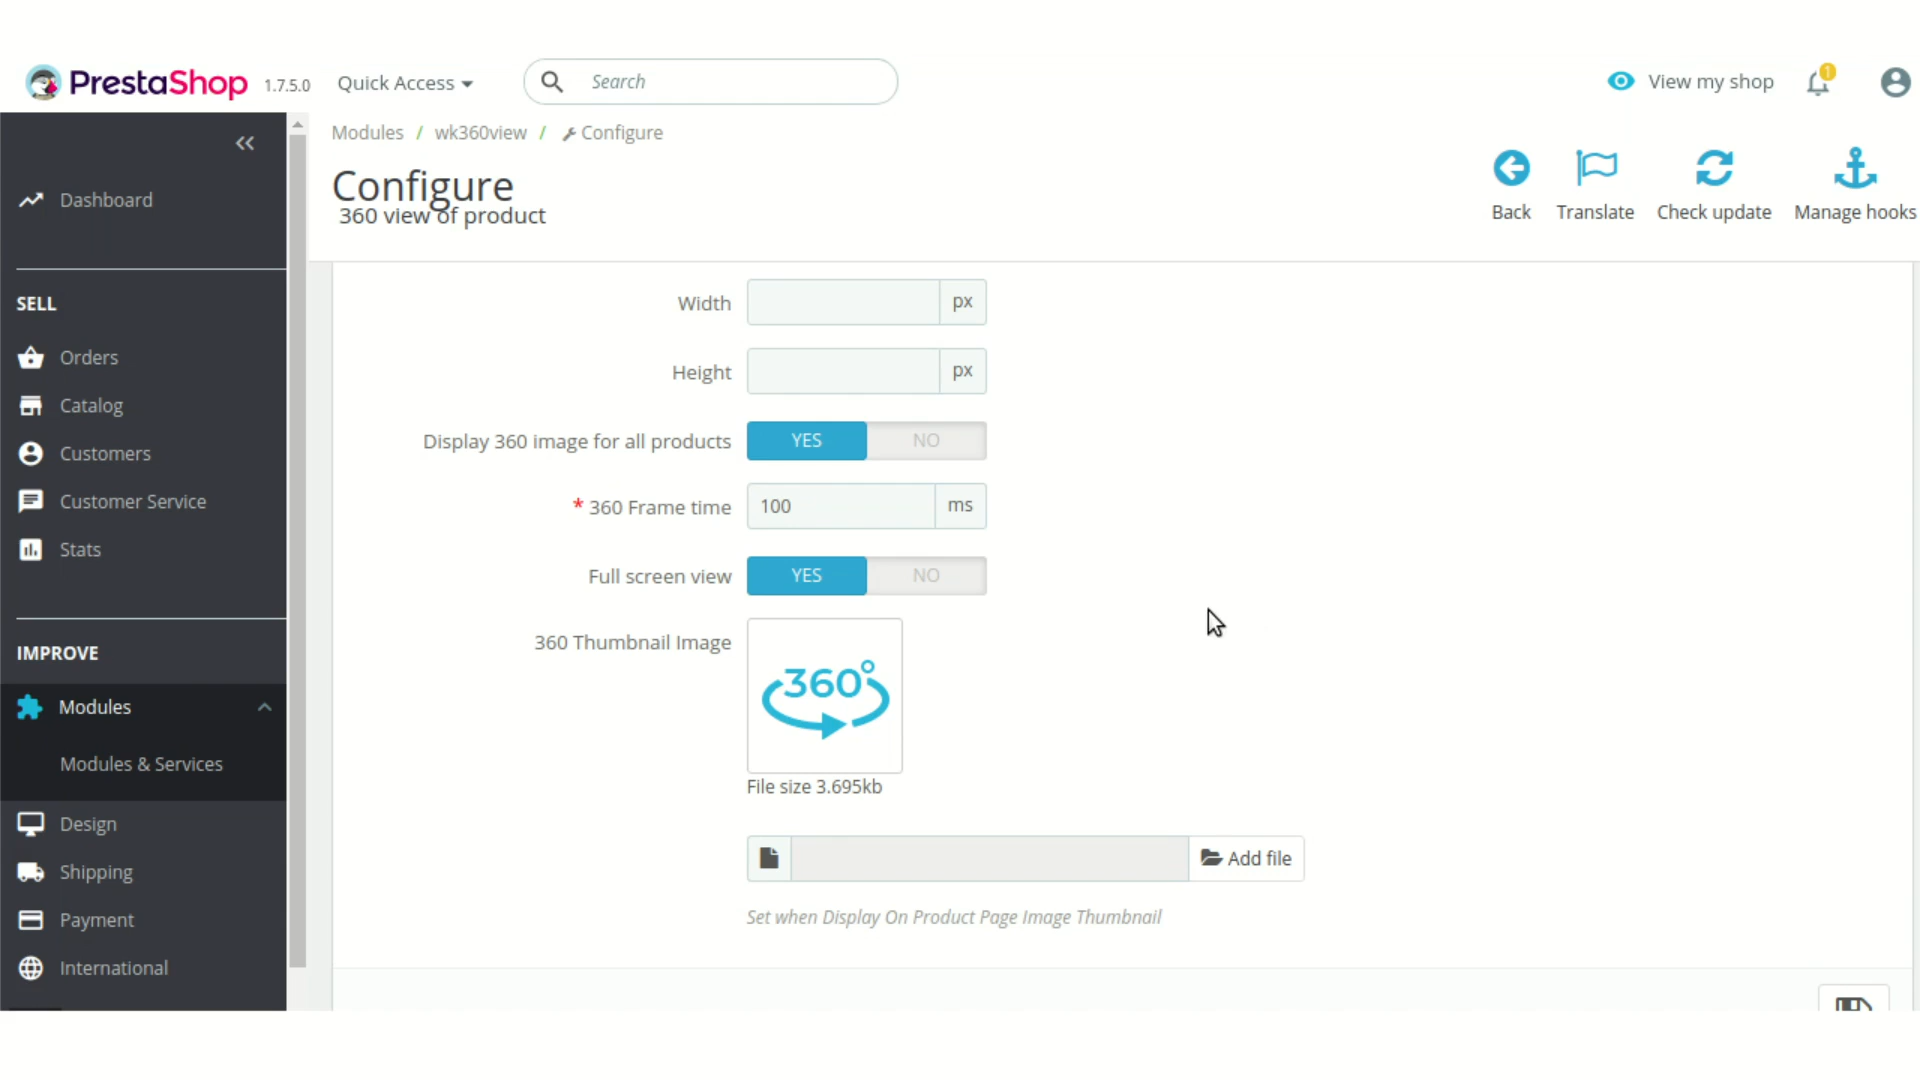 PrestaShop 1.7.5.0 Quick Access Search View my shop 1
Modules / wk360view / Configure
Configure
360 view of product
Back Translate Check update Manage hooks
Dashboard
SELL
Orders
Catalog
Customers
Customer Service
Stats
IMPROVE
Modules
Modules & Services
Design
Shipping
Payment
International
Width px
Height px
Display 360 image for all products YES NO
* 360 Frame time 100 ms
Full screen view YES NO
360 Thumbnail Image
360°
File size 3.695kb
Add file
Set when Display On Product Page Image Thumbnail